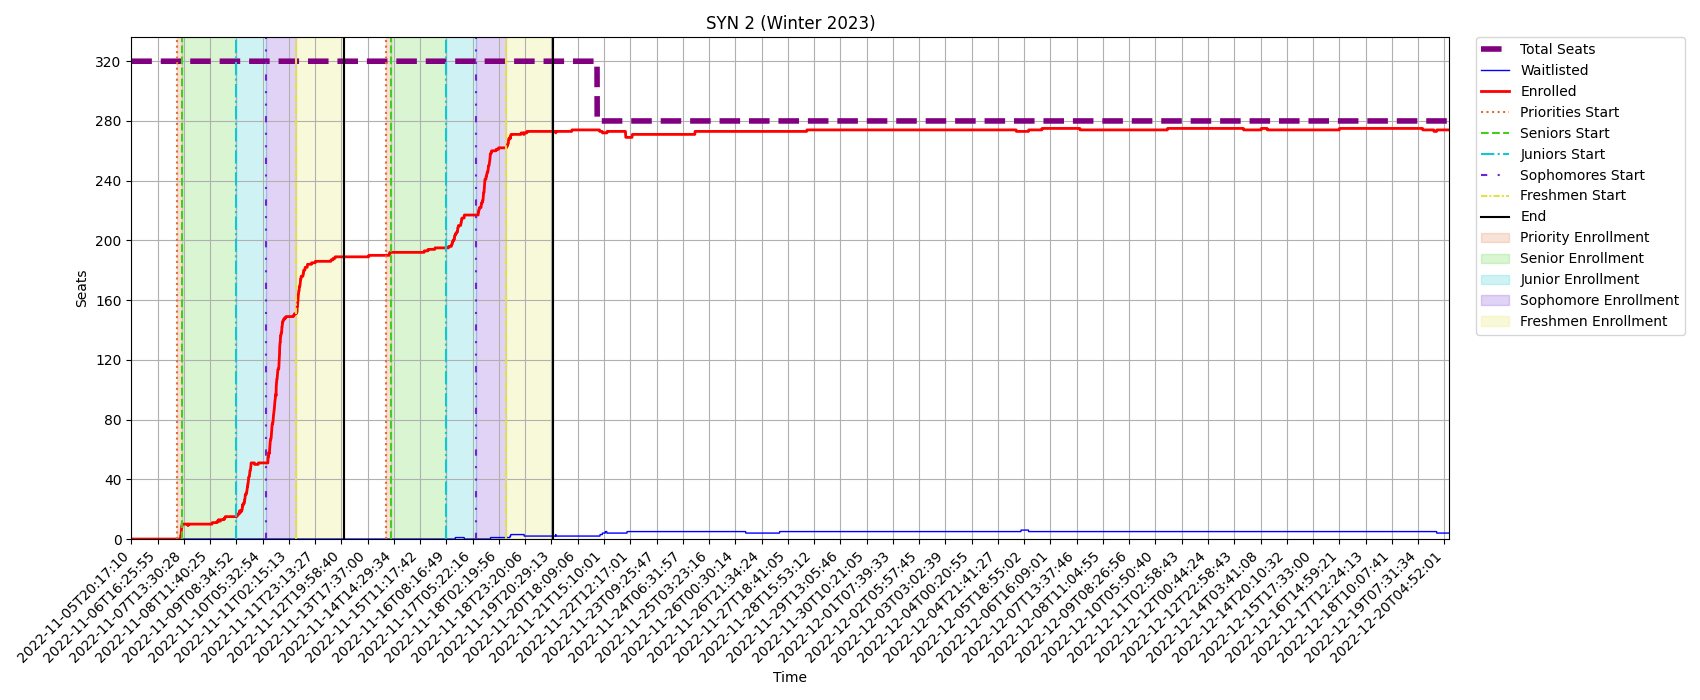 SYN 2 (Winter 2023)
Seats
320
280
240
200
160
120
80
40
0
2022-11-05T20:17:10
2022-11-06T16:25:55
2022-11-07T13:30:28
2022-11-08T11:40:25
2022-11-09T08:34:52
2022-11-10T05:32:54
2022-11-11T02:15:13
2022-11-11T23:13:27
2022-11-12T19:58:40
2022-11-13T17:37:00
2022-11-14T14:29:34
2022-11-15T11:17:42
2022-11-16T08:16:49
2022-11-17T05:22:16
2022-11-18T02:19:56
2022-11-18T23:20:06
2022-11-19T20:29:13
2022-11-20T18:09:06
2022-11-21T15:10:01
2022-11-22T12:17:01
2022-11-23T09:25:47
2022-11-24T06:31:57
2022-11-25T03:23:16
2022-11-26T00:30:14
2022-11-26T21:34:24
2022-11-27T18:41:05
2022-11-28T15:53:12
2022-11-29T13:05:46
2022-11-30T10:21:05
2022-12-01T07:39:33
2022-12-02T05:57:45
2022-12-03T03:02:39
2022-12-04T00:20:55
2022-12-04T21:41:27
2022-12-05T18:55:02
2022-12-06T16:09:01
2022-12-07T13:37:46
2022-12-08T11:04:55
2022-12-09T08:26:56
2022-12-10T05:50:40
2022-12-11T02:58:43
2022-12-12T00:44:24
2022-12-12T22:58:43
2022-12-14T03:41:08
2022-12-14T20:10:32
2022-12-15T17:33:00
2022-12-16T14:59:21
2022-12-17T12:24:13
2022-12-18T10:07:41
2022-12-19T07:31:34
2022-12-20T04:52:01
Time
Total Seats
Waitlisted
Enrolled
Priorities Start
Seniors Start
Juniors Start
Sophomores Start
Freshmen Start
End
Priority Enrollment
Senior Enrollment
Junior Enrollment
Sophomore Enrollment
Freshmen Enrollment